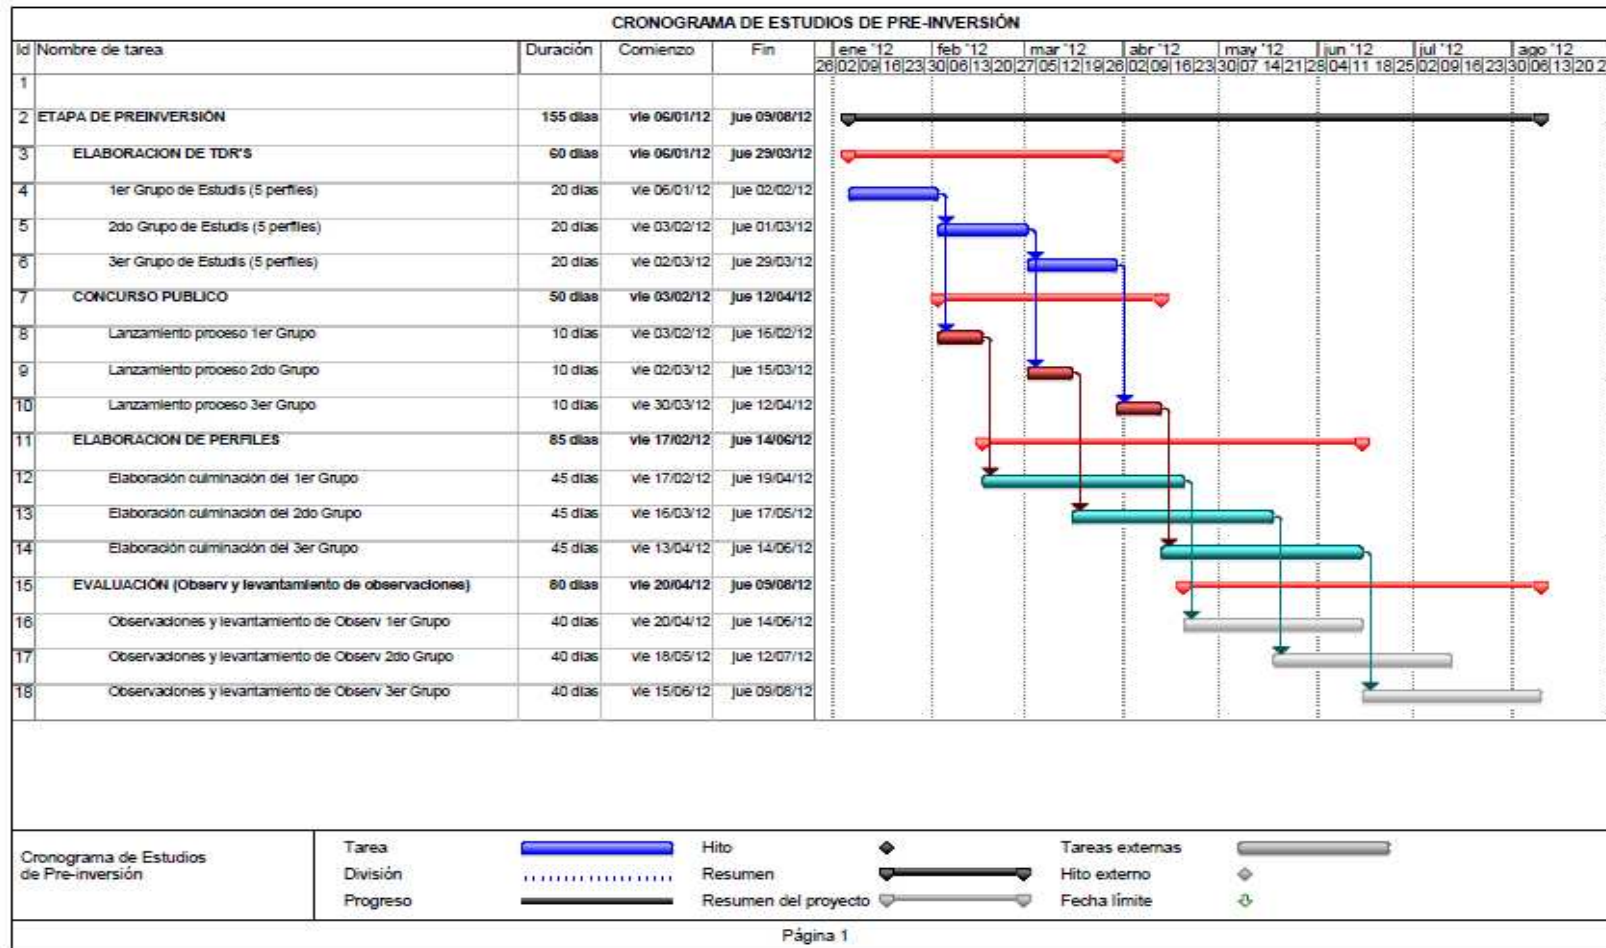 CRONOGRAMA DE ESTUDIOS DE PRE-INVERSIÓN
Id Nombre de tarea Duración Comienzo Fin ene '12 feb '12 mar '12 abr '12 may '12 jun '12 jul '12 ago '12
26 02 09 16 23 30 06 13 20 27 05 12 19 26 02 09 16 23 30 07 14 21 28 04 11 18 25 02 09 16 23 30 06 13 20 2
1
2 ETAPA DE PREINVERSIÓN 155 días vie 06/01/12 jue 09/08/12
3 ELABORACION DE TDR'S 60 días vie 06/01/12 jue 29/03/12
4 1er Grupo de Estudis (5 perfiles) 20 días vie 06/01/12 jue 02/02/12
5 2do Grupo de Estudis (5 perfiles) 20 días vie 03/02/12 jue 01/03/12
6 3er Grupo de Estudis (5 perfiles) 20 días vie 02/03/12 jue 29/03/12
7 CONCURSO PUBLICO 50 días vie 03/02/12 jue 12/04/12
8 Lanzamiento proceso 1er Grupo 10 días vie 03/02/12 jue 16/02/12
9 Lanzamiento proceso 2do Grupo 10 días vie 02/03/12 jue 15/03/12
10 Lanzamiento proceso 3er Grupo 10 días vie 30/03/12 jue 12/04/12
11 ELABORACION DE PERFILES 85 días vie 17/02/12 jue 14/06/12
12 Elaboración culminación del 1er Grupo 45 días vie 17/02/12 jue 19/04/12
13 Elaboración culminación del 2do Grupo 45 días vie 16/03/12 jue 17/05/12
14 Elaboración culminación del 3er Grupo 45 días vie 13/04/12 jue 14/06/12
15 EVALUACIÓN (Observ y levantamiento de observaciones) 80 días vie 20/04/12 jue 09/08/12
16 Observaciones y levantamiento de Observ 1er Grupo 40 días vie 20/04/12 jue 14/06/12
17 Observaciones y levantamiento de Observ 2do Grupo 40 días vie 18/05/12 jue 12/07/12
18 Observaciones y levantamiento de Observ 3er Grupo 40 días vie 15/06/12 jue 09/08/12
Cronograma de Estudios
de Pre-inversión
Tarea Hito Tareas externas
División Resumen Hito externo
Progreso Resumen del proyecto Fecha límite
Página 1